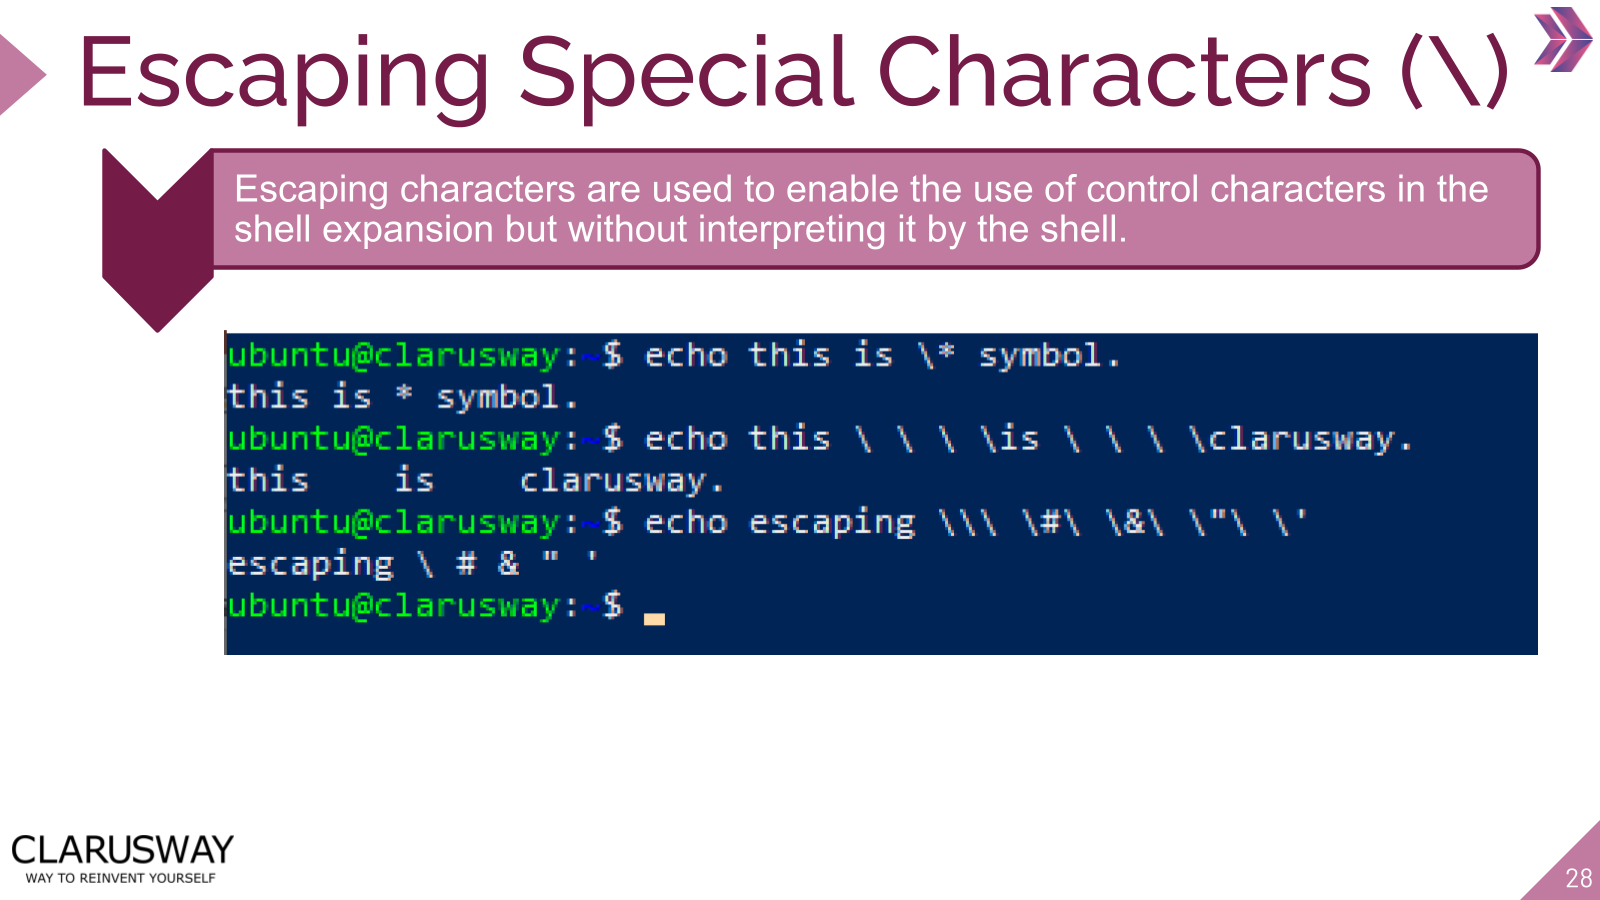 Escaping Special Characters (\)
Escaping characters are used to enable the use of control characters in the
shell expansion but without interpreting it by the shell.
ubuntu@clarusway:~$ echo this is \* symbol.
this is * symbol.
ubuntu@clarusway:~$ echo this \ \ \ \is \ \ \ \clarusway.
this    is    clarusway.
ubuntu@clarusway:~$ echo escaping \\\ \#\ \&\ \"\ \'
escaping \ # & " '
ubuntu@clarusway:~$
CLARUSWAY
WAY TO REINVENT YOURSELF
28